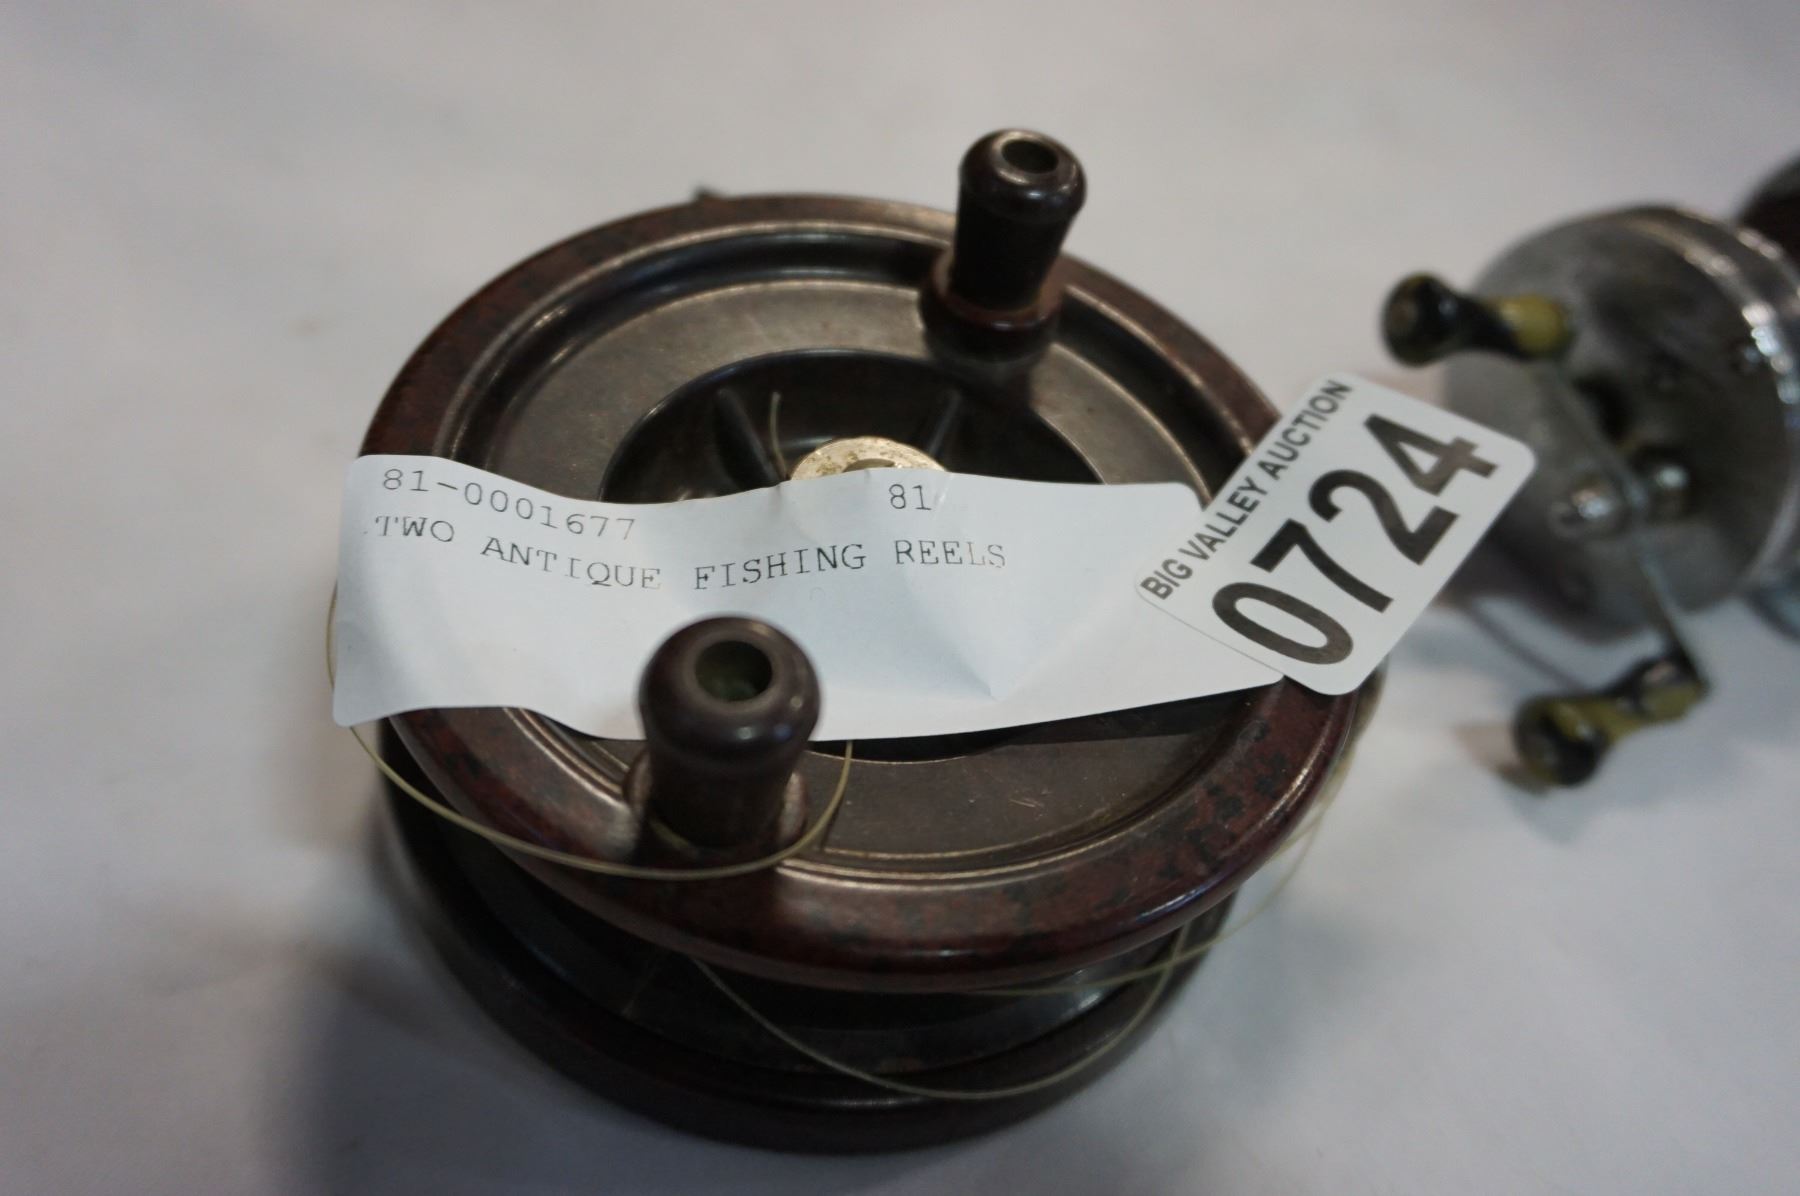 81-0001677 81
TWO ANTIQUE FISHING REELS
BIG VALLEY AUCTION
0724